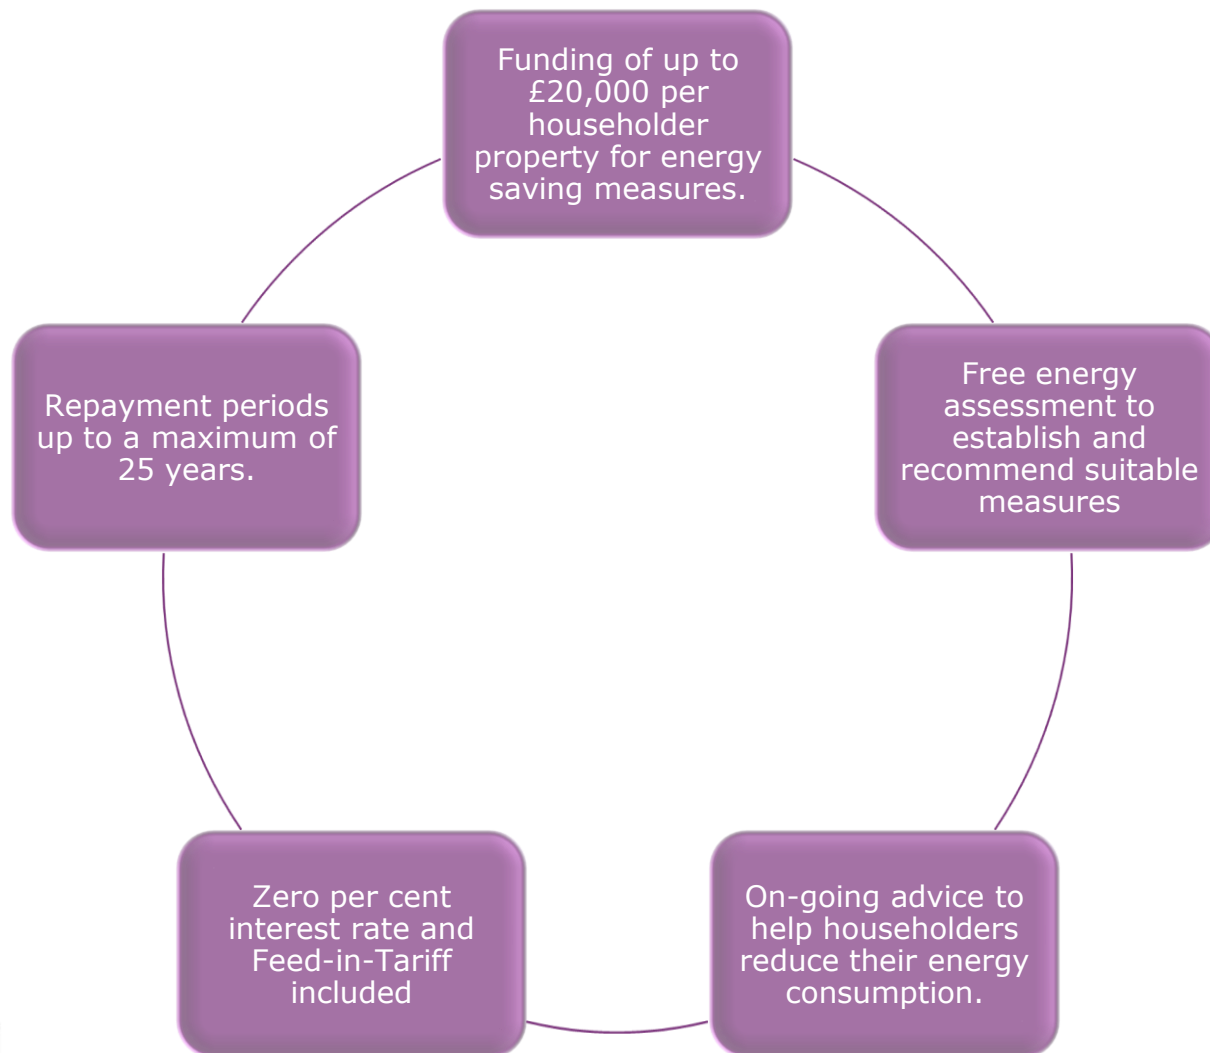 Funding of up to
£20,000 per
householder
property for energy
saving measures.
Free energy
assessment to
establish and
recommend suitable
measures
On-going advice to
help householders
reduce their energy
consumption.
Zero per cent
interest rate and
Feed-in-Tariff
included
Repayment periods
up to a maximum of
25 years.